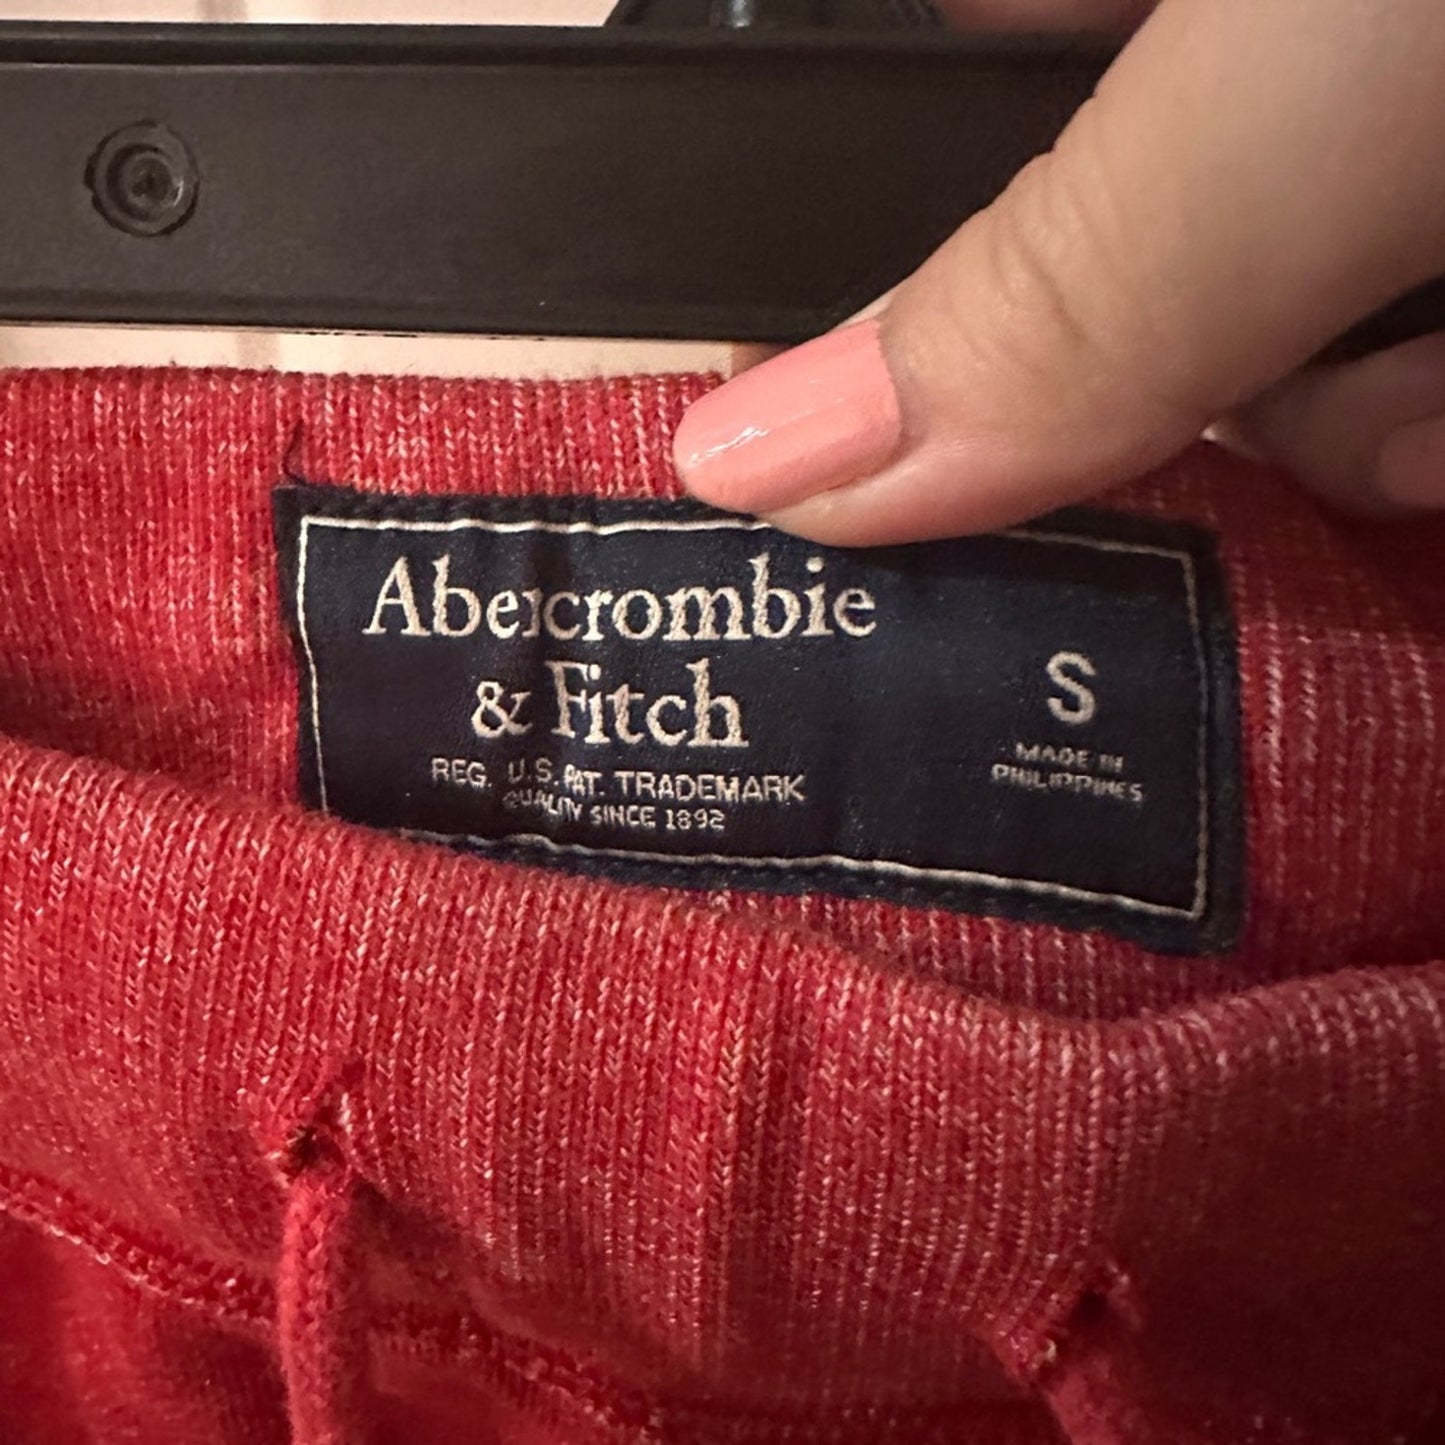 Abercrombie
& Fitch
REG. U.S. PAT. TRADEMARK
QUALITY SINCE 1892
S
MADE IN
PHILIPPINES